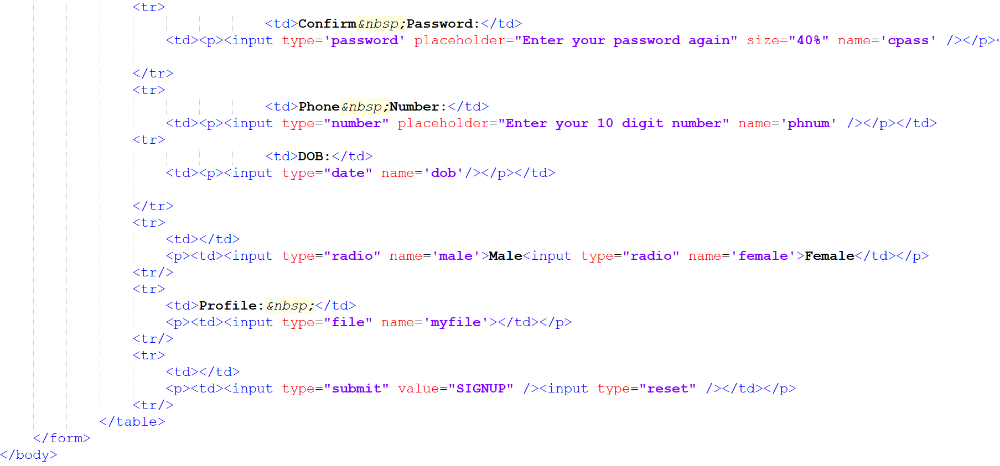 <tr>
<td>Confirm&nbsp;Password:</td>
<td><p><input type='password' placeholder="Enter your password again" size="40%" name='cpass' /></p><
</tr>
<tr>
<td>Phone&nbsp;Number:</td>
<td><p><input type="number" placeholder="Enter your 10 digit number" name='phnum' /></p></td>
<tr>
<td>DOB:</td>
<td><p><input type="date" name='dob'/></p></td>
</tr>
<tr>
<td></td>
<p><td><input type="radio" name='male'>Male<input type="radio" name='female'>Female</td></p>
<tr/>
<tr>
<td>Profile:&nbsp;</td>
<p><td><input type="file" name='myfile'></td></p>
<tr/>
<tr>
<td></td>
<p><td><input type="submit" value="SIGNUP" /><input type="reset" /></td></p>
<tr/>
</table>
</form>
</body>